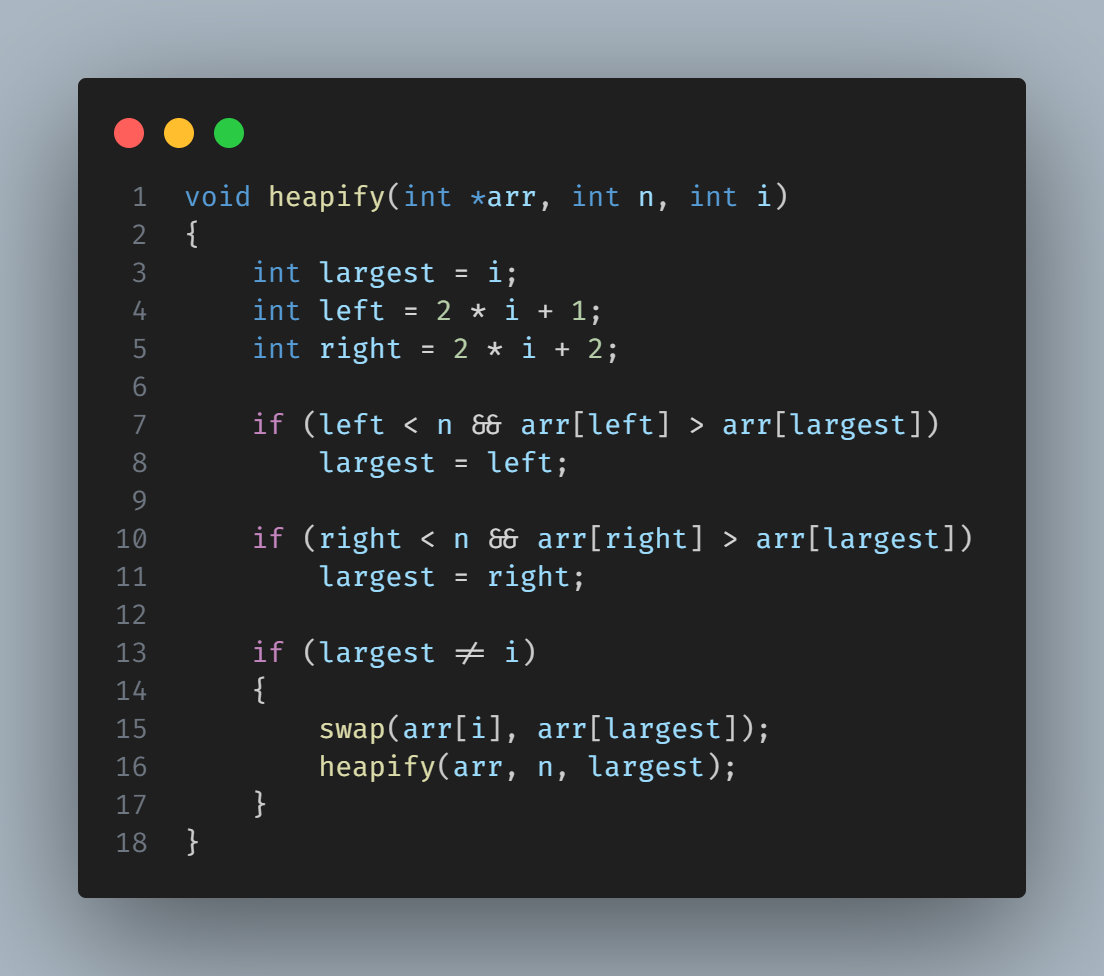 1 void heapify(int *arr, int n, int i)
2 {
3     int largest = i;
4     int left = 2 * i + 1;
5     int right = 2 * i + 2;
6
7     if (left < n && arr[left] > arr[largest])
8         largest = left;
9
10     if (right < n && arr[right] > arr[largest])
11         largest = right;
12
13     if (largest != i)
14     {
15         swap(arr[i], arr[largest]);
16         heapify(arr, n, largest);
17     }
18 }